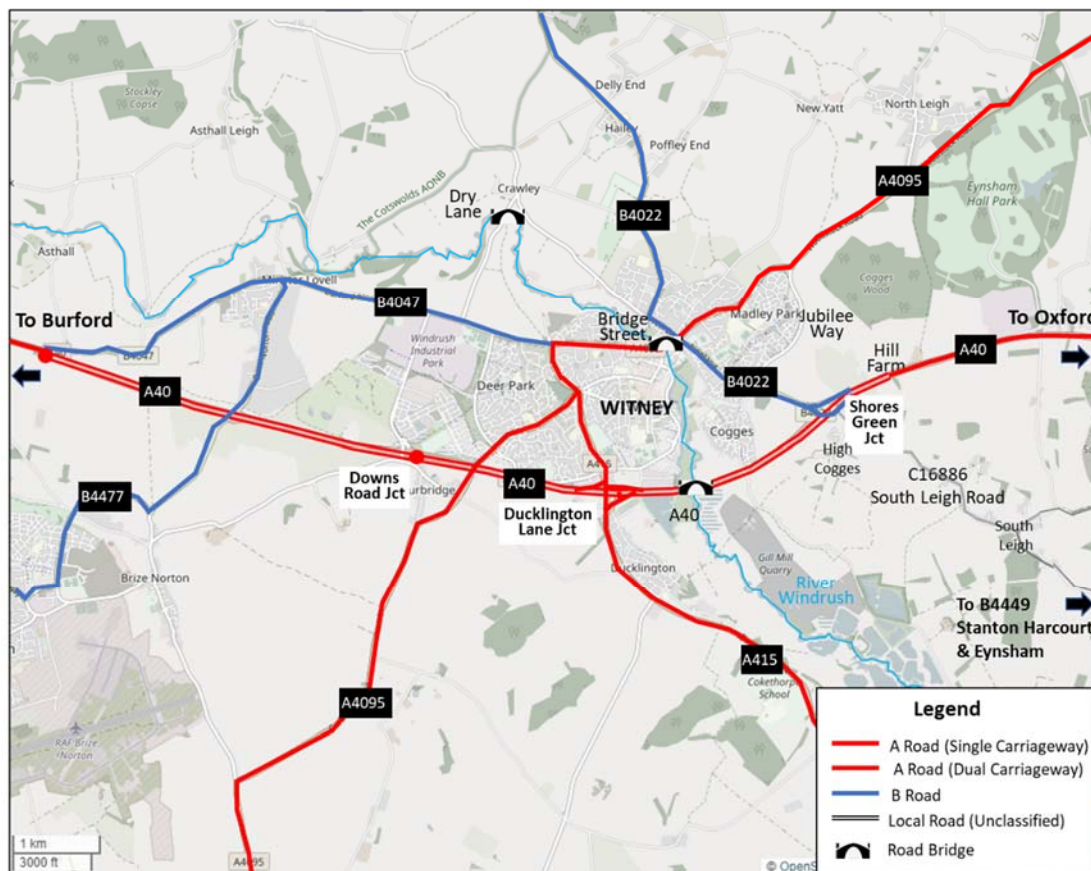 Delly End
Stockley
Copse
New Yatt
North Leigh
Asthall Leigh
Hailey
Poffley End
A4095
Eynsham
Hall Park
The Cotswolds AONB
Crawley
Dry
Lane
B4022
Asthall
Cogges
Wood
B4047
Madley Park
Jubilee
Way
To Burford
B4047
Bridge
Street
To Oxford
Windrush
Industrial
Park
Hill
Farm
A40
A40
Deer Park
WITNEY
B4022
Cogges
Shores
Green
Jct
High
Cogges
C16886
South Leigh Road
Downs
Road Jct
A40
Ducklington
Lane Jct
A40
B4477
South
Leigh
Gill Mill
Quarry
Brize Norton
Ducklington
River
Windrush
To B4449
Stanton Harcourt
& Eynsham
A415
Cokethorpe
School
A4095
RAF Brize
Norton
Legend
A Road (Single Carriageway)
A Road (Dual Carriageway)
B Road
Local Road (Unclassified)
Road Bridge
1 km
3000 ft
A4095